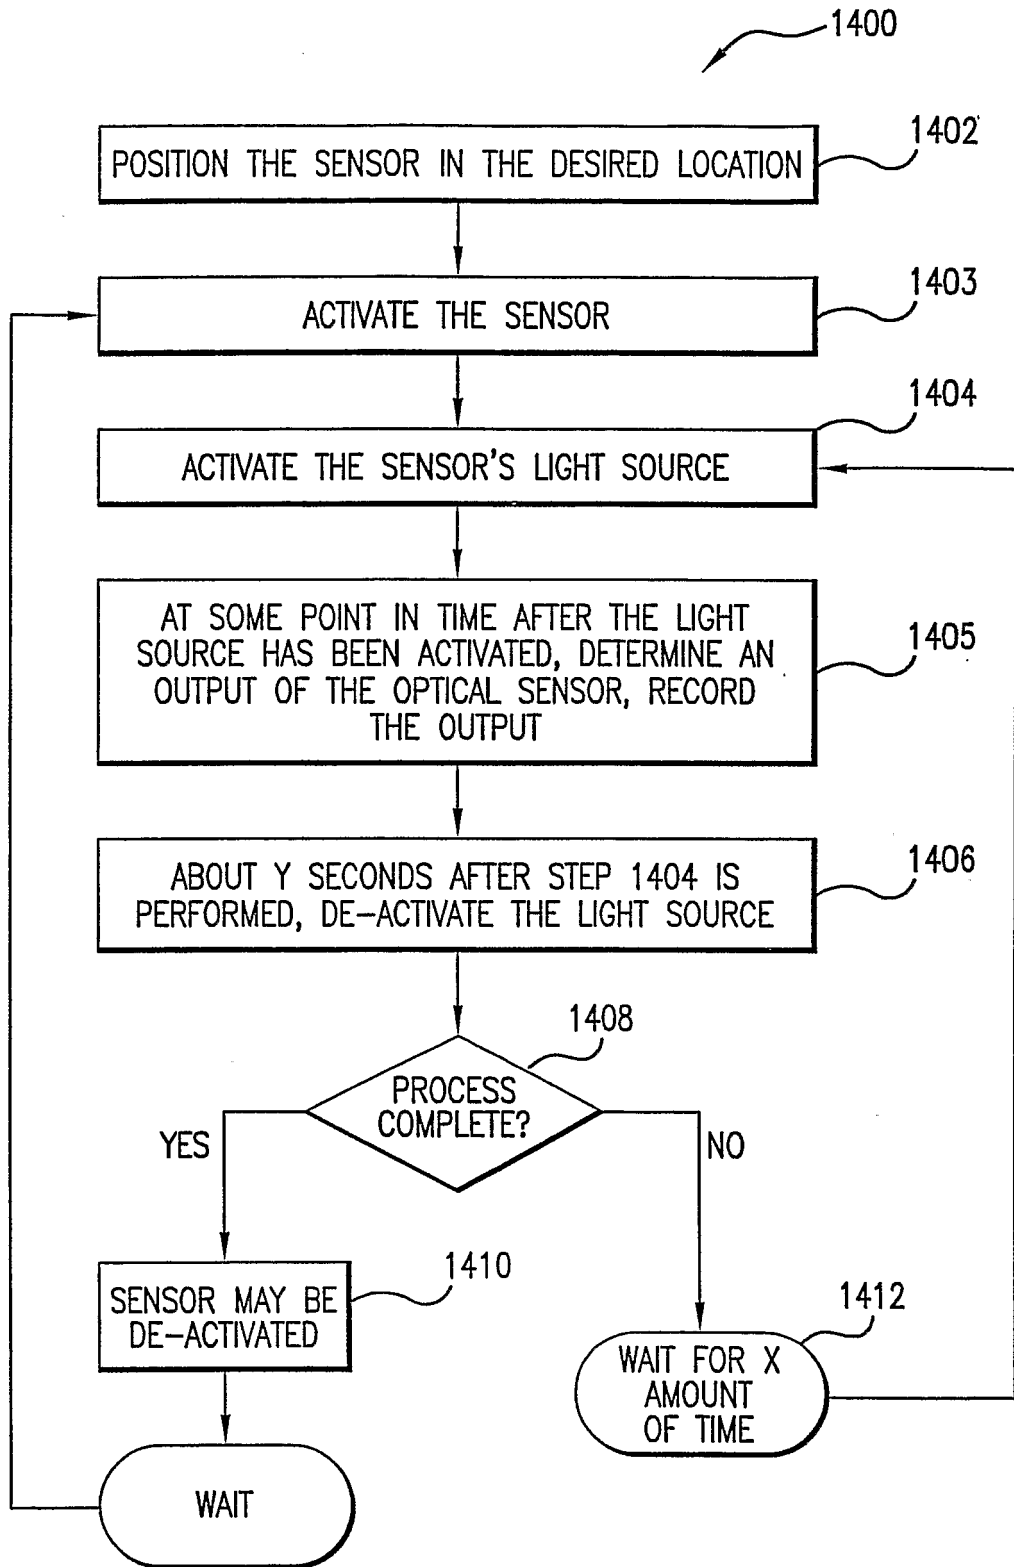 1400
1402
POSITION THE SENSOR IN THE DESIRED LOCATION
1403
ACTIVATE THE SENSOR
1404
ACTIVATE THE SENSOR'S LIGHT SOURCE
AT SOME POINT IN TIME AFTER THE LIGHT
SOURCE HAS BEEN ACTIVATED, DETERMINE AN
OUTPUT OF THE OPTICAL SENSOR, RECORD
THE OUTPUT
1405
ABOUT Y SECONDS AFTER STEP 1404 IS
PERFORMED, DE-ACTIVATE THE LIGHT SOURCE
1406
1408
PROCESS
COMPLETE?
YES
NO
1410
SENSOR MAY BE
DE-ACTIVATED
1412
WAIT FOR X
AMOUNT
OF TIME
WAIT